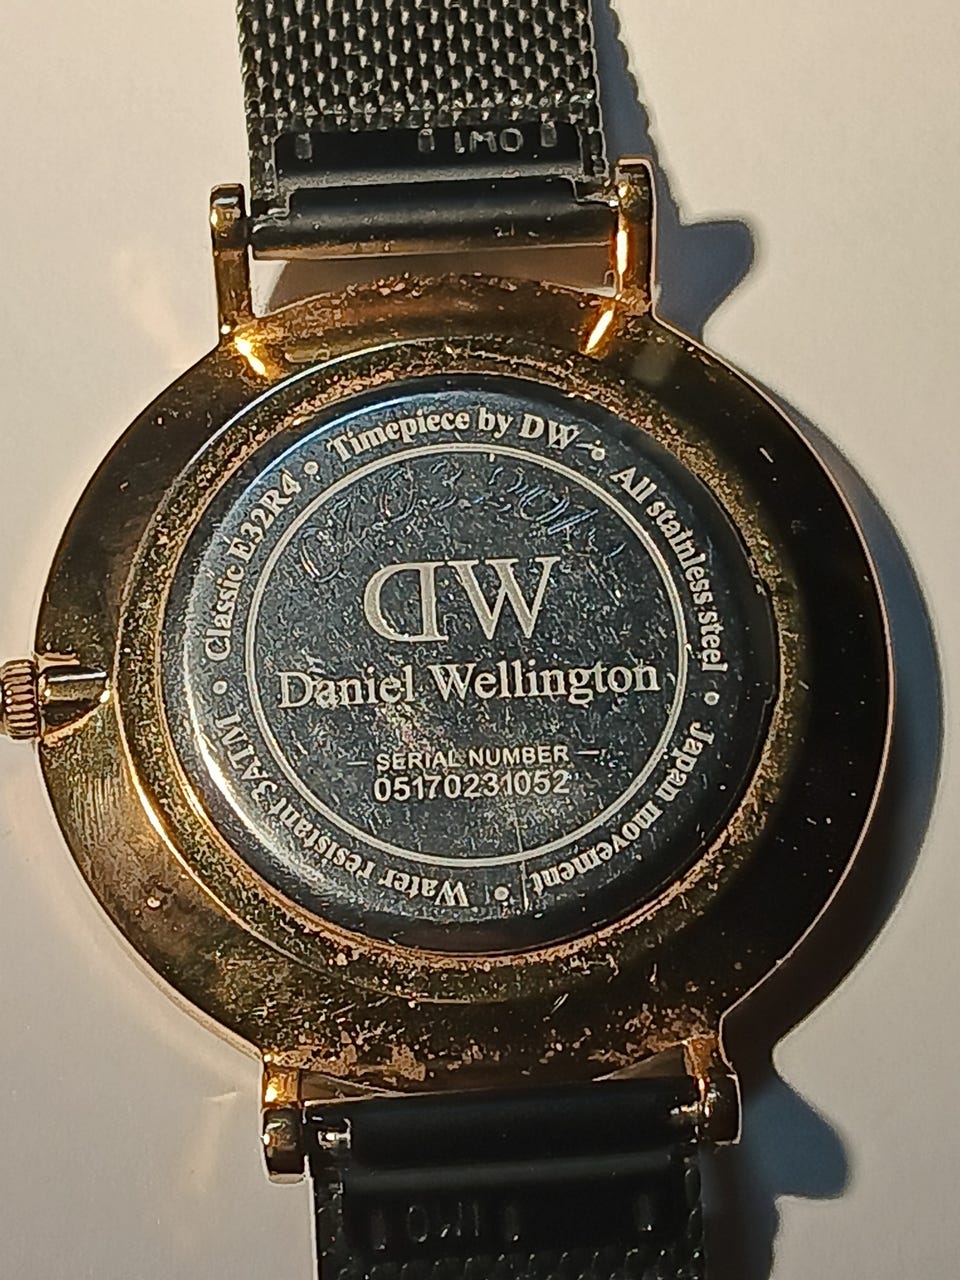 Timepiece by DW • All stainless steel • Japan movement • Water resistant 3ATM • Classic E32R4 •
DW
Daniel Wellington
SERIAL NUMBER
05170231052